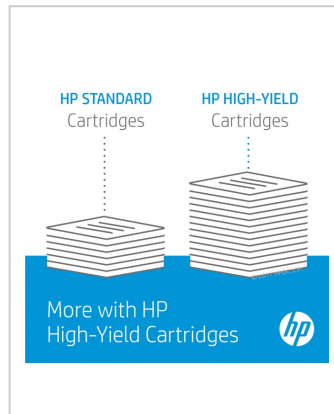 HP STANDARD
Cartridges
HP HIGH-YIELD
Cartridges
More with HP
High-Yield Cartridges
hp